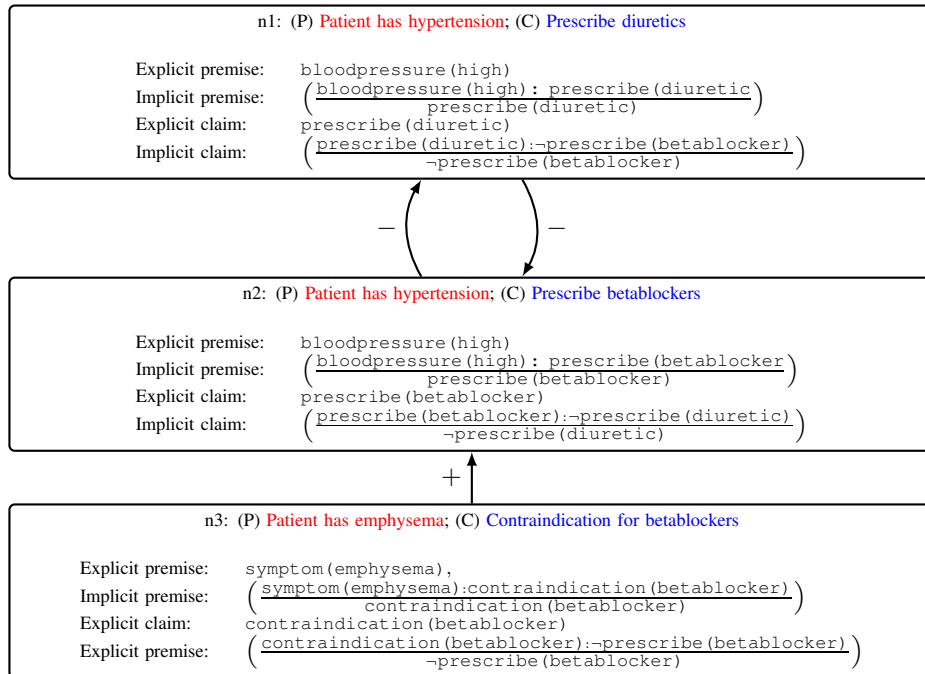 n1: (P) Patient has hypertension; (C) Prescribe diuretics
Explicit premise: bloodpressure(high)
Implicit premise: (bloodpressure(high): prescribe(diuretic
prescribe(diuretic))
Explicit claim: prescribe(diuretic)
Implicit claim: (prescribe(diuretic):¬prescribe(betablocker)
¬prescribe(betablocker))
− −
n2: (P) Patient has hypertension; (C) Prescribe betablockers
Explicit premise: bloodpressure(high)
Implicit premise: (bloodpressure(high): prescribe(betablocker
prescribe(betablocker))
Explicit claim: prescribe(betablocker)
Implicit claim: (prescribe(betablocker):¬prescribe(diuretic)
¬prescribe(diuretic))
+
n3: (P) Patient has emphysema; (C) Contraindication for betablockers
Explicit premise: symptom(emphysema),
Implicit premise: (symptom(emphysema):contraindication(betablocker)
contraindication(betablocker))
Explicit claim: contraindication(betablocker)
Explicit premise: (contraindication(betablocker):¬prescribe(betablocker)
¬prescribe(betablocker))